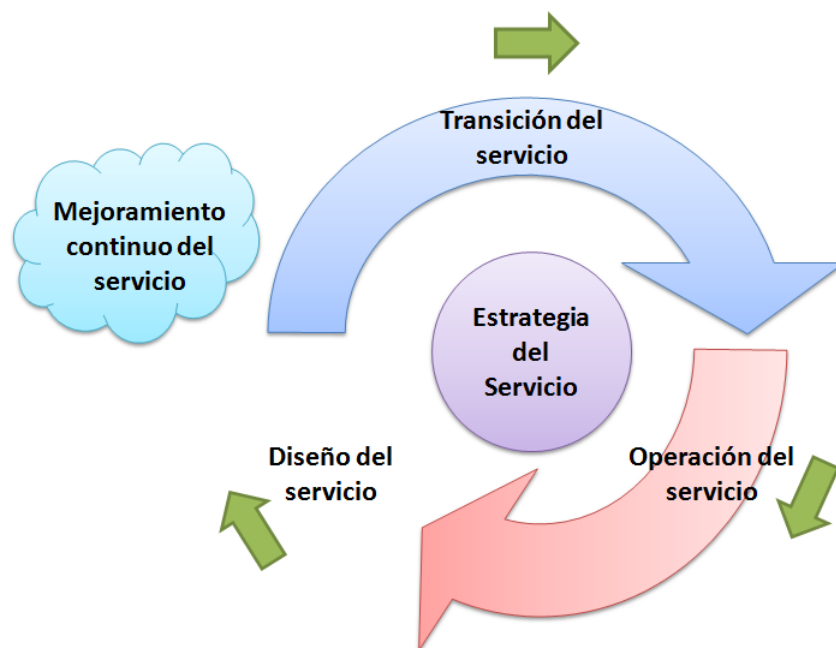 Transición del
servicio
Mejoramiento
continuo del
servicio
Estrategia
del
Servicio
Diseño del
servicio
Operación del
servicio